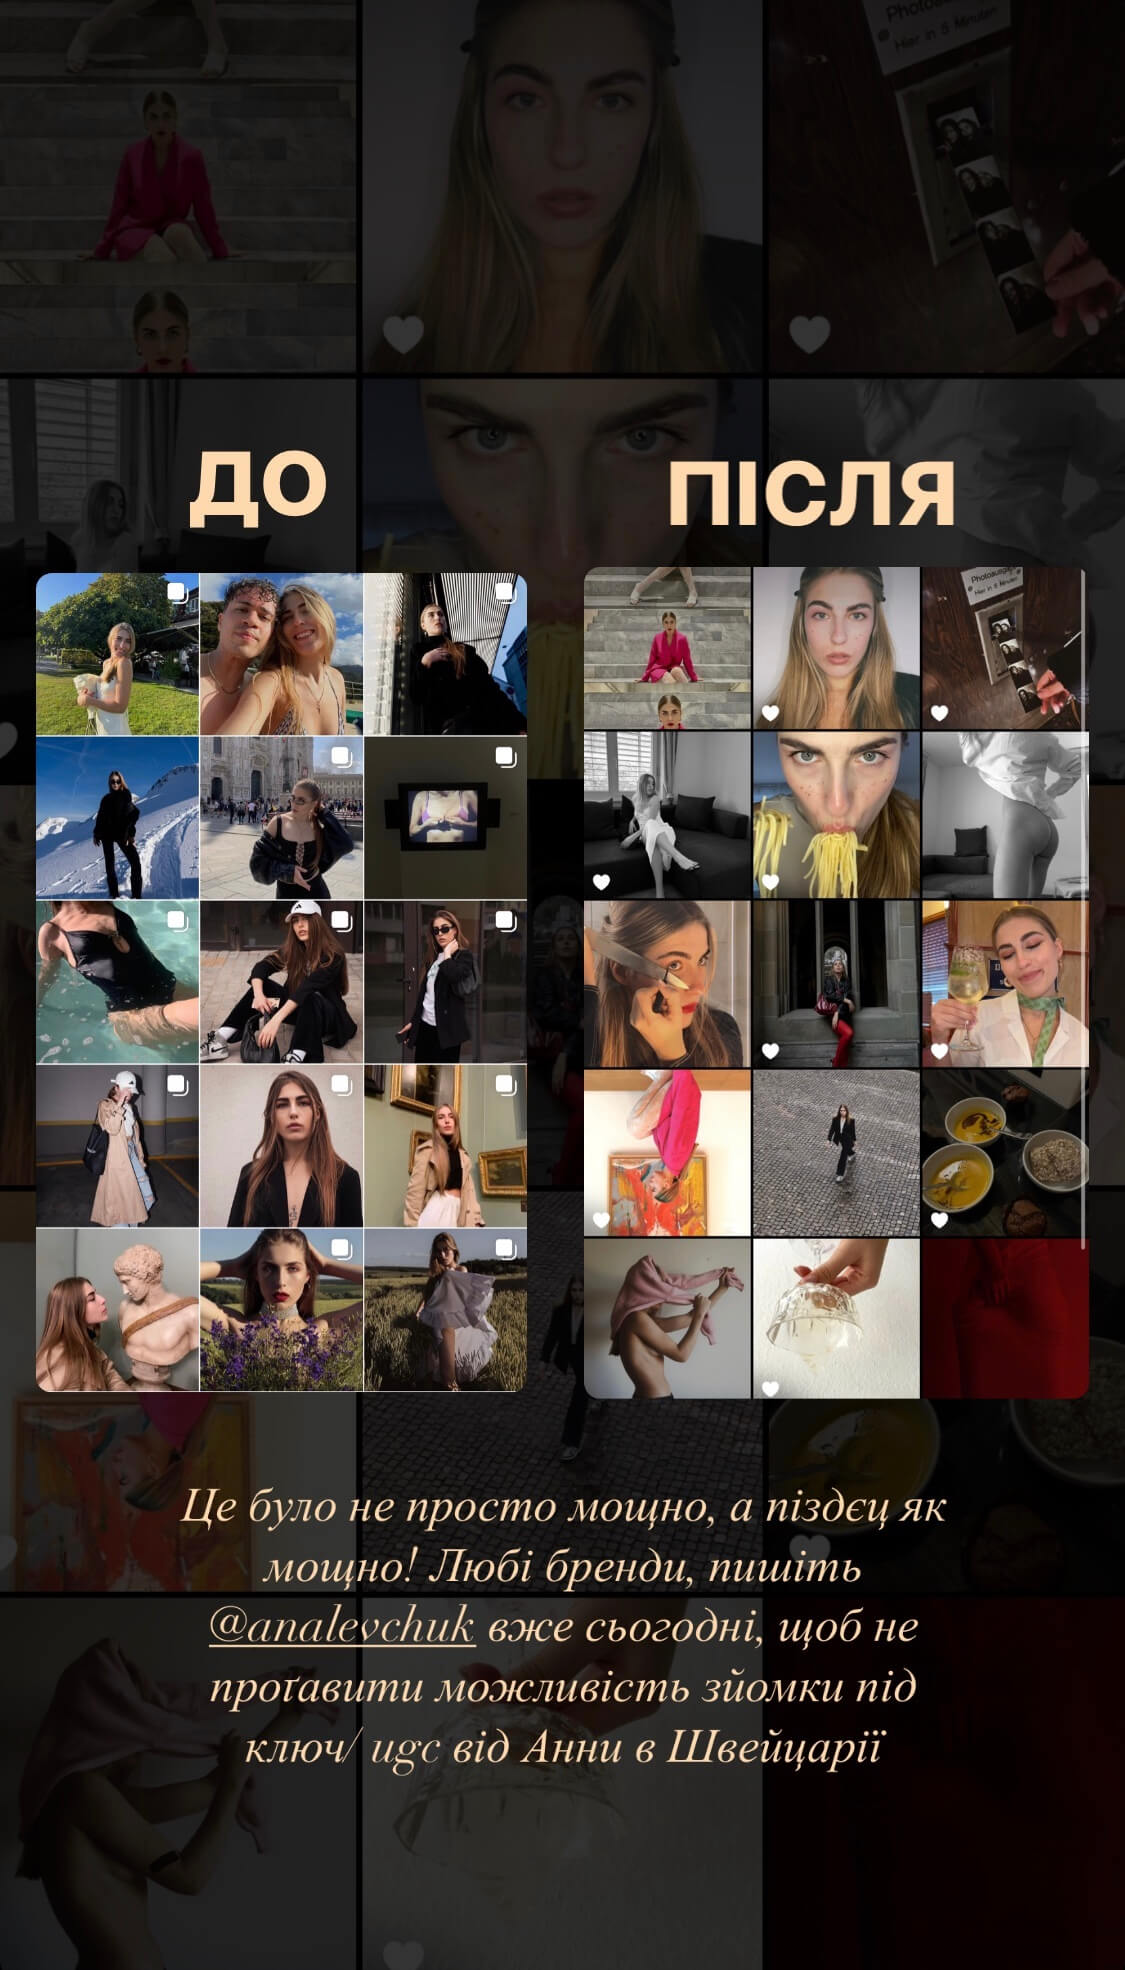 Photoausga
Hier in 5 Minuten
ДО
ПІСЛЯ
Це було не просто мощно, а піздєц як
мощно! Любі бренди, пишіть
@analevchuk вже сьогодні, щоб не
проґавити можливість зйомки під
ключ/ ugc від Анни в Швейцарії